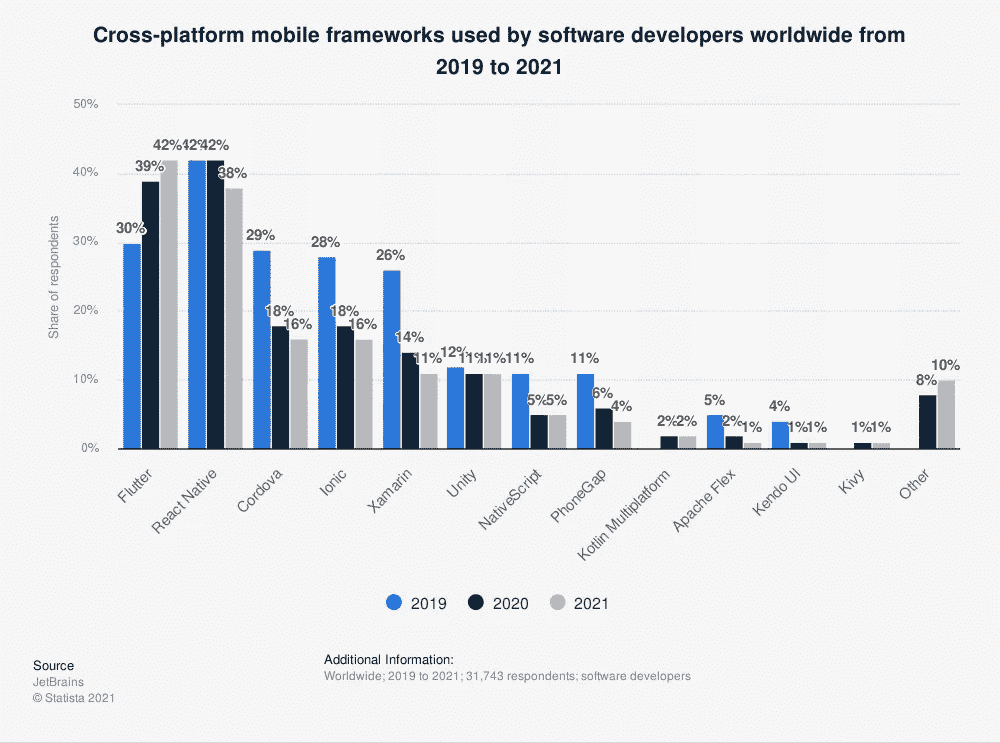 Cross-platform mobile frameworks used by software developers worldwide from
2019 to 2021
50%
40%
30%
20%
10%
0%
Share of respondents
30%
39%
42%
42%
42%
38%
29%
18%
16%
28%
18%
16%
26%
14%
11%
12%
11%
11%
11%
5%
5%
11%
6%
4%
2%
2%
5%
2%
1%
4%
1%
1%
1%
1%
8%
10%
Flutter
React Native
Cordova
Ionic
Xamarin
Unity
NativeScript
PhoneGap
Kotlin Multiplatform
Apache Flex
Kendo UI
Kivy
Other
2019
2020
2021
Source
JetBrains
© Statista 2021
Additional Information:
Worldwide; 2019 to 2021; 31,743 respondents; software developers